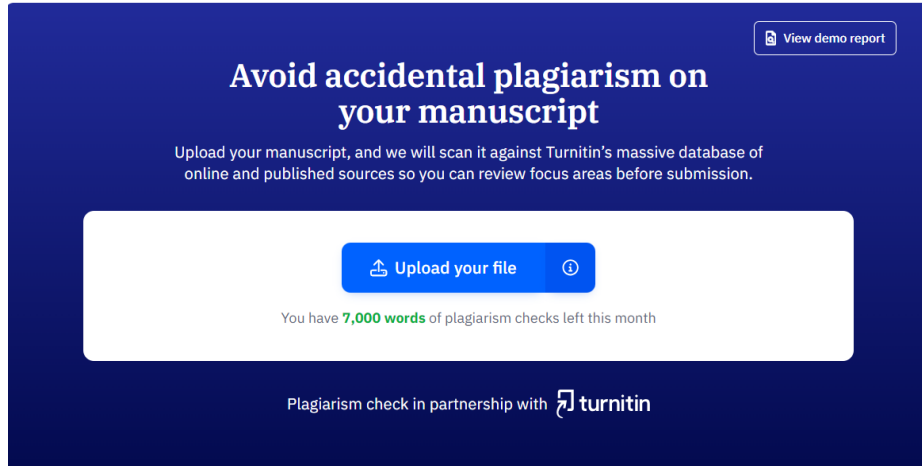 View demo report
Avoid accidental plagiarism on
your manuscript
Upload your manuscript, and we will scan it against Turnitin’s massive database of
online and published sources so you can review focus areas before submission.
Upload your file
You have 7,000 words of plagiarism checks left this month
Plagiarism check in partnership with turnitin